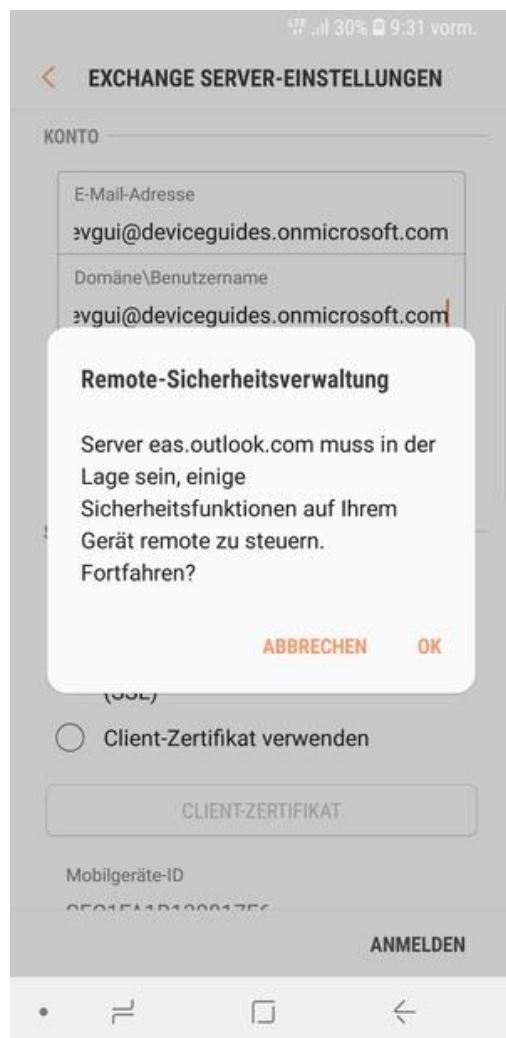 LTE 30% 9:31 vorm.
EXCHANGE SERVER-EINSTELLUNGEN
KONTO
E-Mail-Adresse
evgui@deviceguides.onmicrosoft.com
Domäne\Benutzername
evgui@deviceguides.onmicrosoft.com
Remote-Sicherheitsverwaltung
Server eas.outlook.com muss in der
Lage sein, einige
Sicherheitsfunktionen auf Ihrem
Gerät remote zu steuern.
Fortfahren?
ABBRECHEN OK
(SSL)
Client-Zertifikat verwenden
CLIENT-ZERTIFIKAT
Mobilgeräte-ID
ANMELDEN